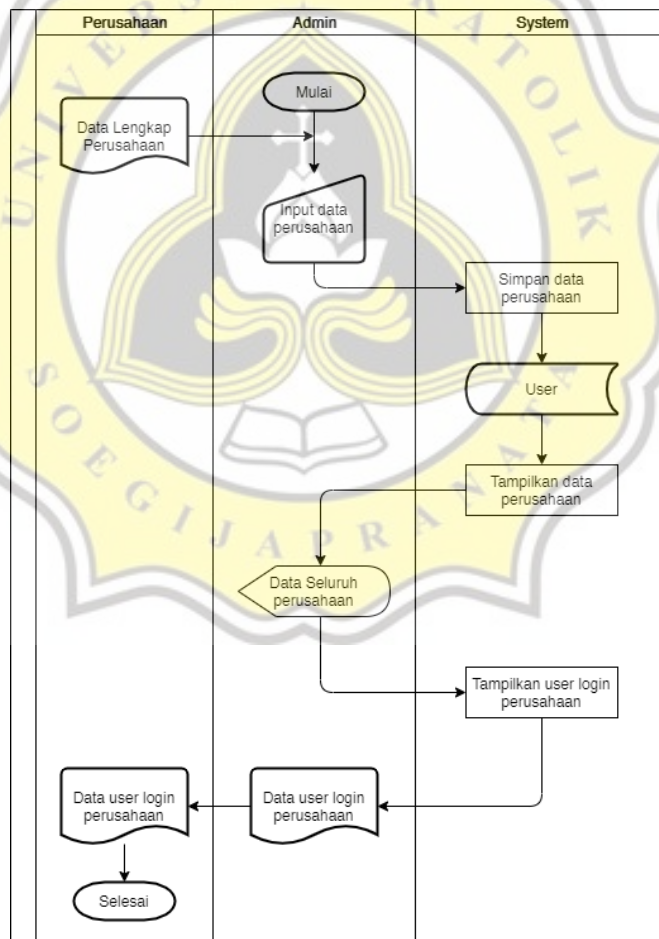 Perusahaan
Admin
System
Mulai
Data Lengkap
Perusahaan
Input data
perusahaan
Simpan data
perusahaan
User
Tampilkan data
perusahaan
Data Seluruh
perusahaan
Tampilkan user login
perusahaan
Data user login
perusahaan
Data user login
perusahaan
Selesai
SOEGIJAPRANATA